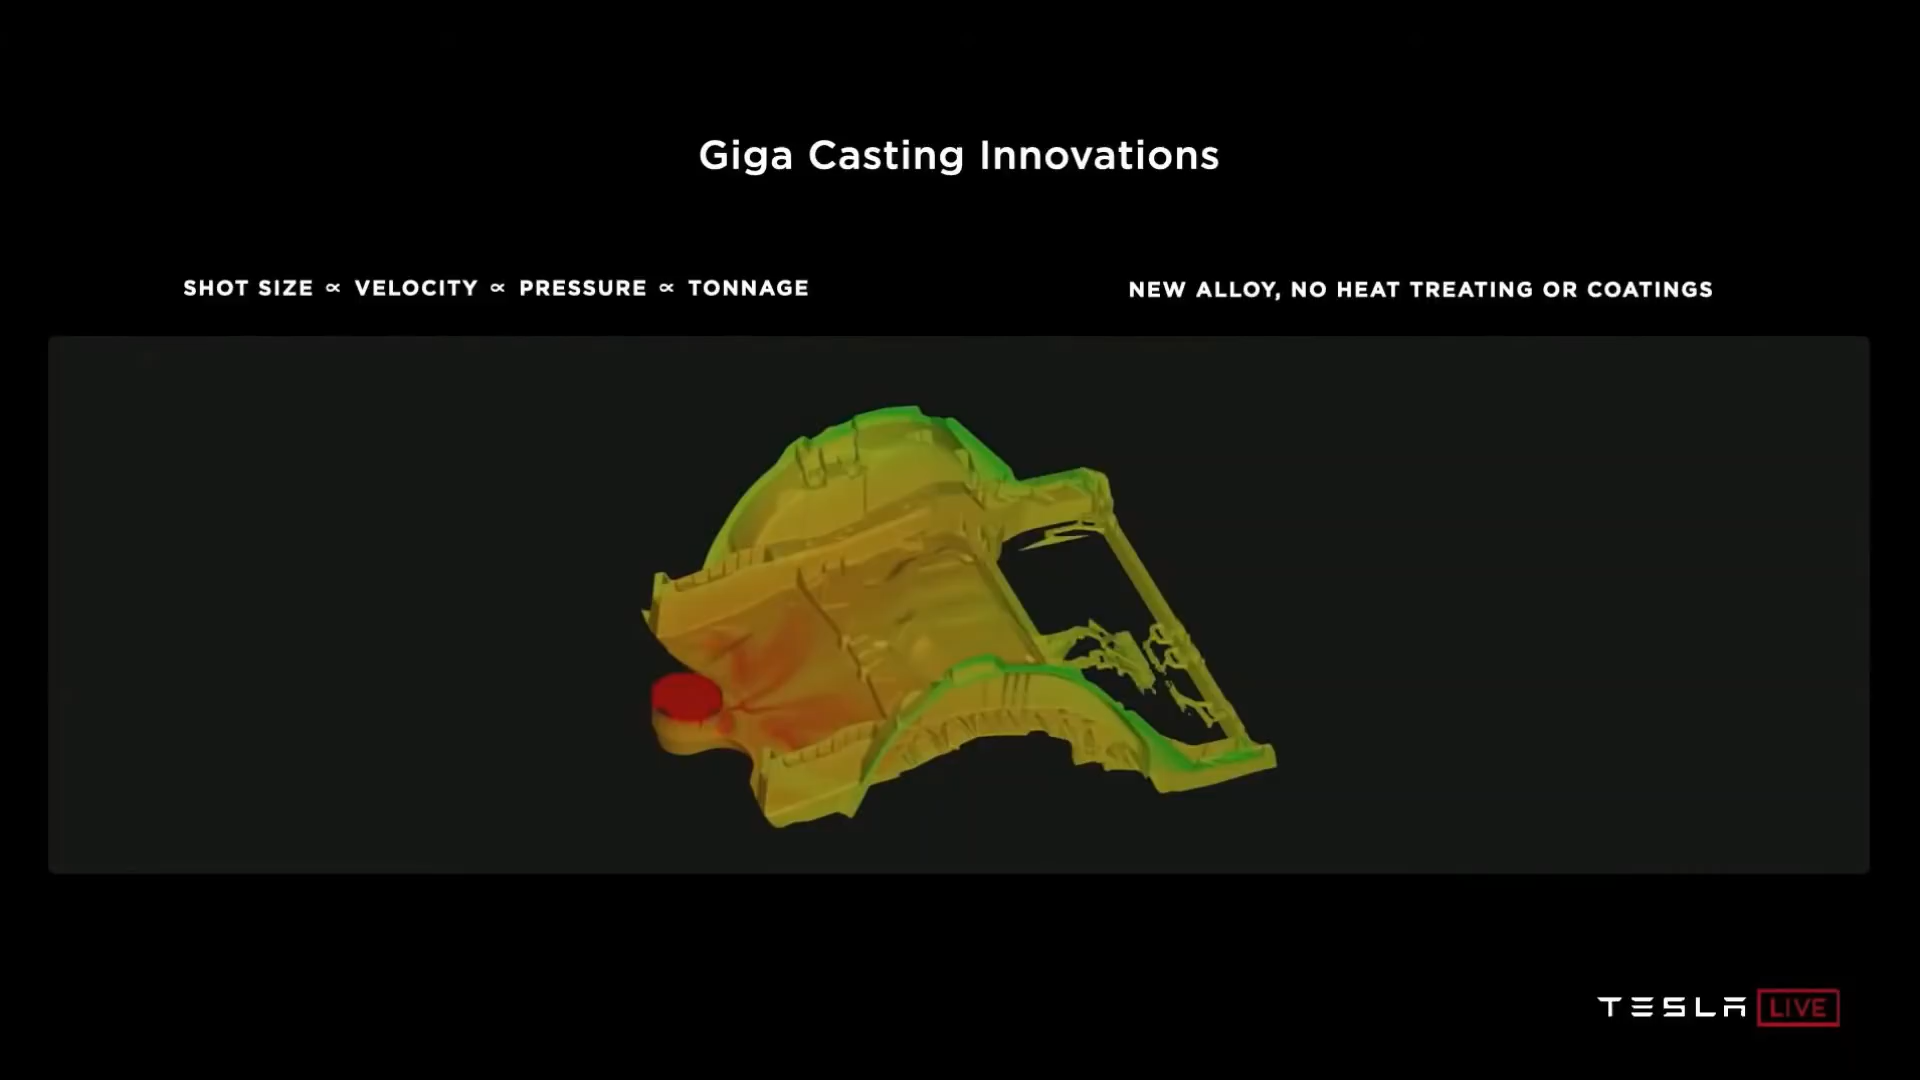 Giga Casting Innovations
SHOT SIZE ∝ VELOCITY ∝ PRESSURE ∝ TONNAGE
NEW ALLOY, NO HEAT TREATING OR COATINGS
TESLA LIVE